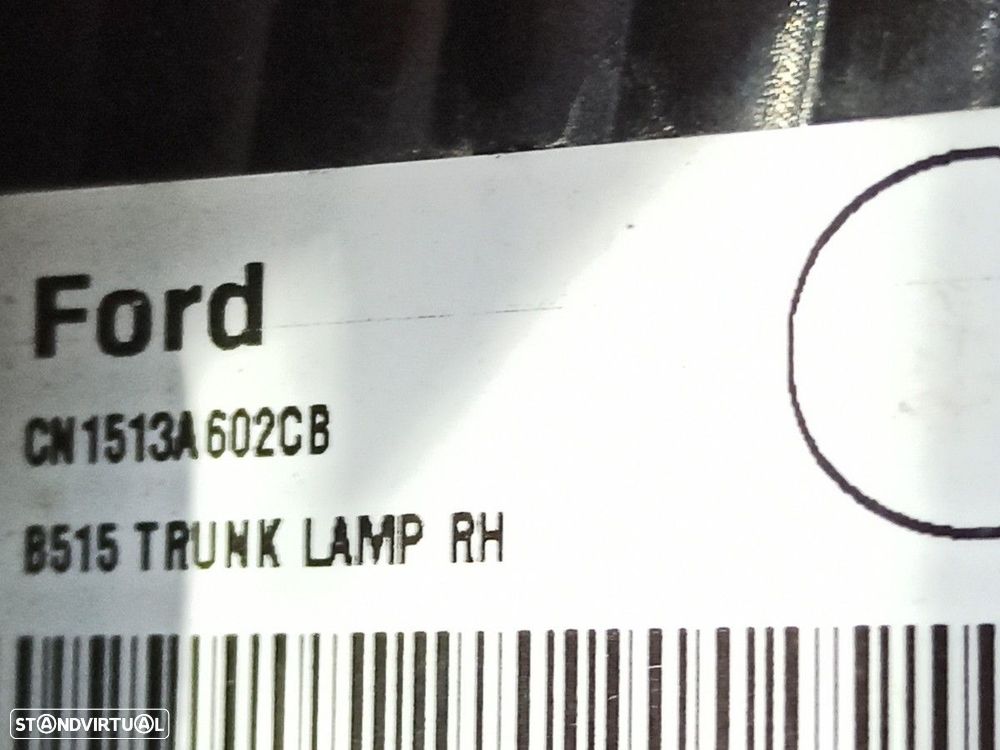 Ford
CN1513A602CB
B515 TRUNK LAMP RH
STANDVIRTUAL